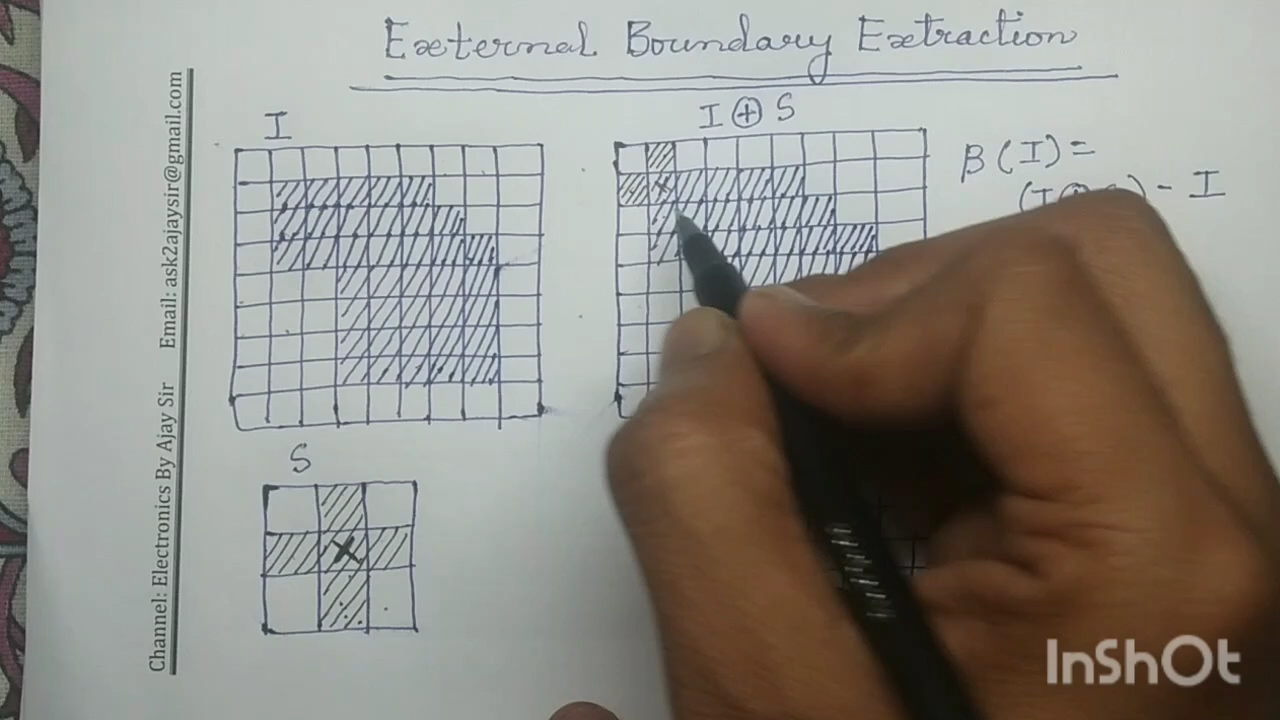 External Boundary Extraction
I
I ⊕ S
β(I) =
(I ⊕ S) - I
S
Channel: Electronics By Ajay Sir Email: ask2ajaysir@gmail.com
InShOt